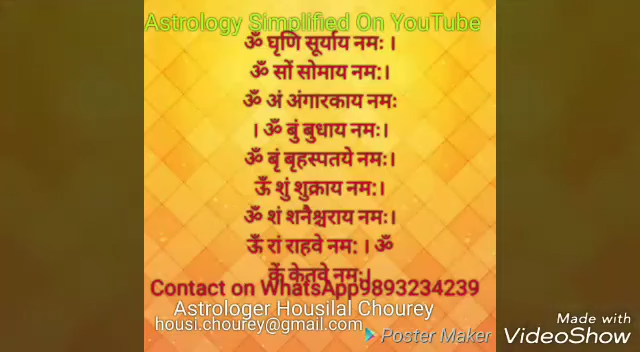 Astrology Simplified On YouTube
ॐ घृणि सूर्याय नमः ।
ॐ सों सोमाय नम:।
ॐ अं अंगारकाय नमः
। ॐ बुं बुधाय नमः।
ॐ बृं बृहस्पतये नमः।
ऊँ शुं शुक्राय नम:।
ॐ शं शनैश्चराय नमः।
ऊँ रां राहवे नम: । ॐ
कें केतवे नमः।
Contact on WhatsApp9893234239
Astrologer Housilal Chourey
housi.chourey@gmail.com
Poster Maker
Made with
VideoShow